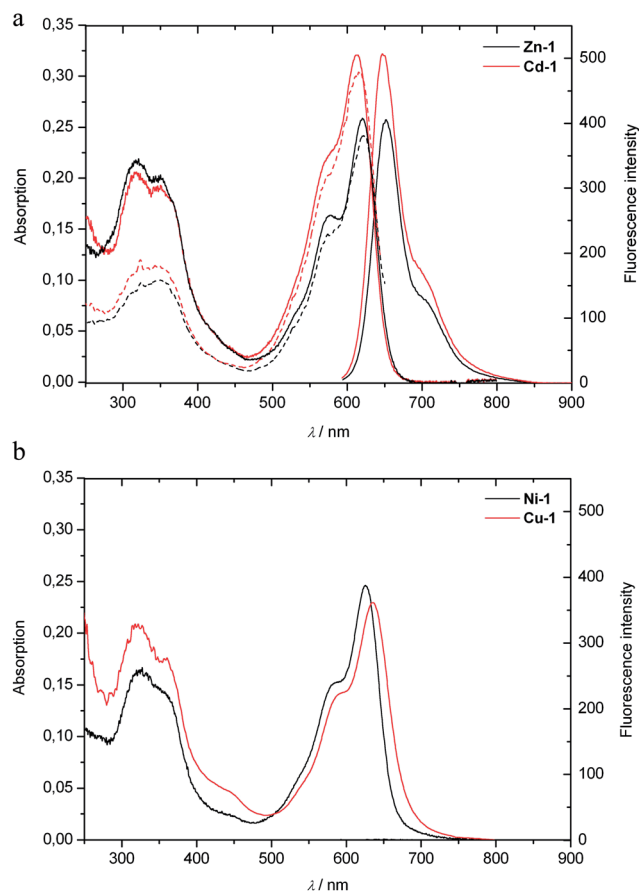 a
Zn-1
Cd-1
0,35
0,30
0,25
0,20
0,15
0,10
0,05
0,00
Absorption
500
400
300
200
100
0
Fluorescence intensity
300 400 500 600 700 800 900
λ / nm
b
Ni-1
Cu-1
0,35
0,30
0,25
0,20
0,15
0,10
0,05
0,00
Absorption
500
400
300
200
100
0
Fluorescence intensity
300 400 500 600 700 800 900
λ / nm